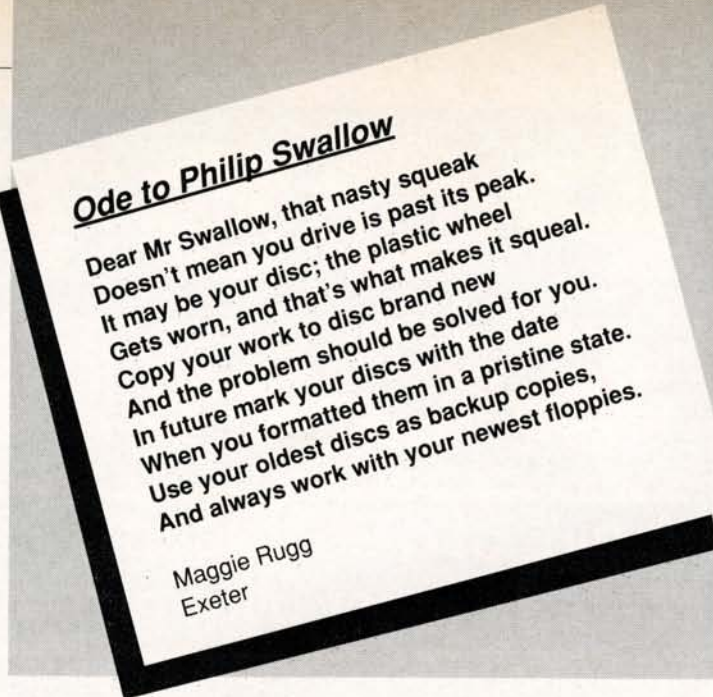 Ode to Philip Swallow
Dear Mr Swallow, that nasty squeak
Doesn't mean you drive is past its peak.
It may be your disc; the plastic wheel
Gets worn, and that's what makes it squeal.
Copy your work to disc brand new
And the problem should be solved for you.
In future mark your discs with the date
When you formatted them in a pristine state.
Use your oldest discs as backup copies,
And always work with your newest floppies.
Maggie Rugg
Exeter